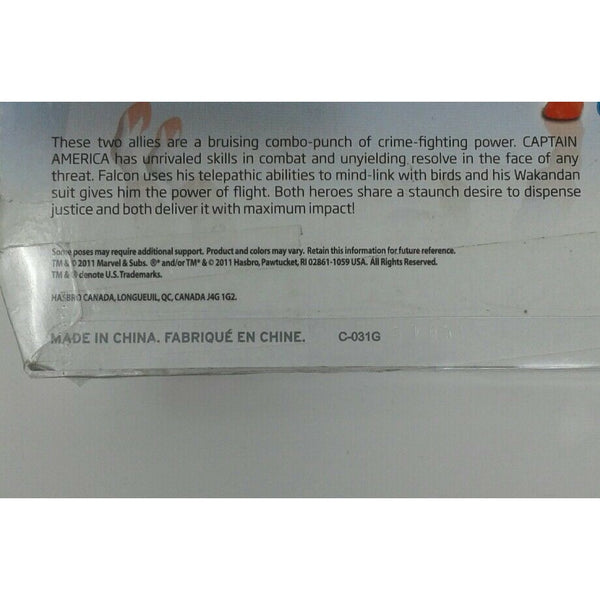 These two allies are a bruising combo-punch of crime-fighting power. CAPTAIN
AMERICA has unrivaled skills in combat and unyielding resolve in the face of any
threat. Falcon uses his telepathic abilities to mind-link with birds and his Wakandan
suit gives him the power of flight. Both heroes share a staunch desire to dispense
justice and both deliver it with maximum impact!
Some poses may require additional support. Product and colors may vary. Retain this information for future reference.
TM & © 2011 Marvel & Subs. ®* and/or TM* & © 2011 Hasbro, Pawtucket, RI 02861-1059 USA. All Rights Reserved.
TM & ® denote U.S. Trademarks.
HASBRO CANADA, LONGUEUIL, QC, CANADA J4G 1G2.
MADE IN CHINA. FABRIQUÉ EN CHINE. C-031G